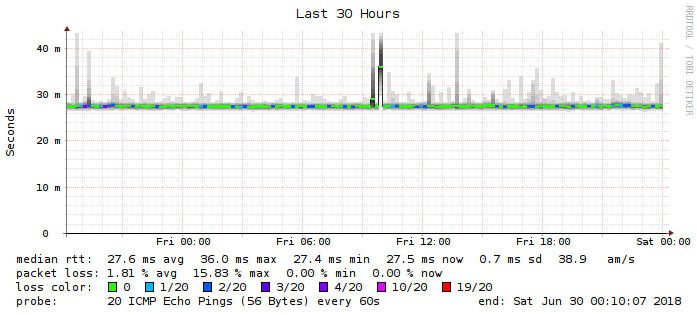 Last 30 Hours
RRDTOOL / TOBI OETIKER
Seconds
40 m
30 m
20 m
10 m
0
Fri 00:00 Fri 06:00 Fri 12:00 Fri 18:00 Sat 00:00
median rtt: 27.6 ms avg 36.0 ms max 27.4 ms min 27.5 ms now 0.7 ms sd 38.9 am/s
packet loss: 1.81 % avg 15.83 % max 0.00 % min 0.00 % now
loss color: 0 1/20 2/20 3/20 4/20 10/20 19/20
probe: 20 ICMP Echo Pings (56 Bytes) every 60s end: Sat Jun 30 00:10:07 2018